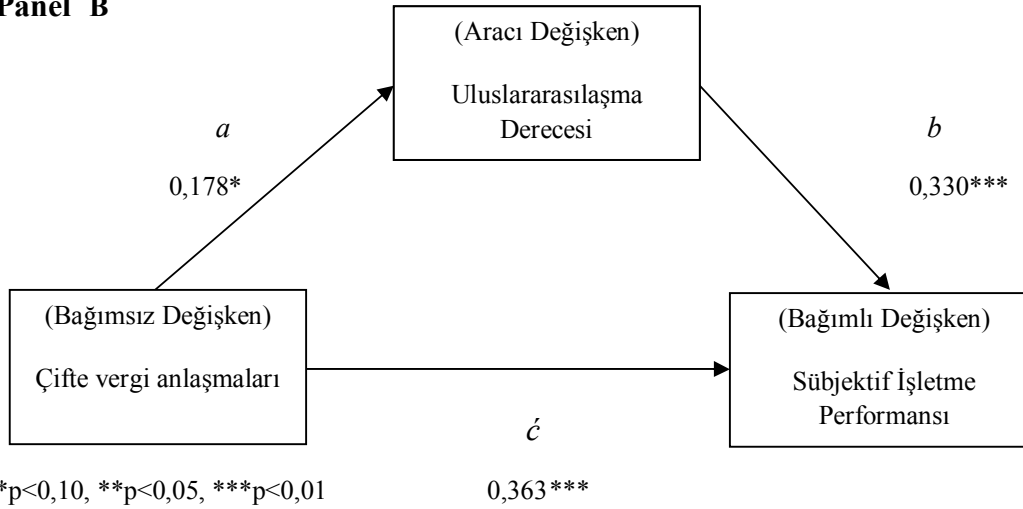 Panel B
(Aracı Değişken)
Uluslararasılaşma
Derecesi
a
0,178*
b
0,330***
(Bağımsız Değişken)
Çifte vergi anlaşmaları
(Bağımlı Değişken)
Sübjektif İşletme
Performansı
ć
*p<0,10, **p<0,05, ***p<0,01
0,363***